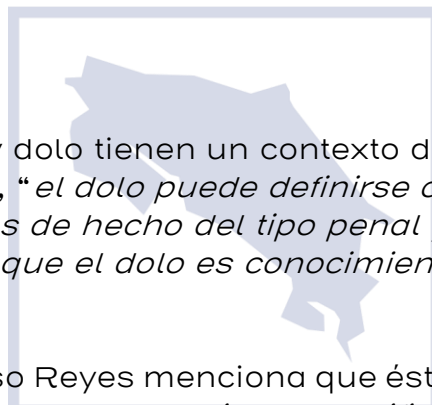 dolo tienen un contexto d
, “el dolo puede definirse
s de hecho del tipo penal
que el dolo es conocimien
so Reyes menciona que ést